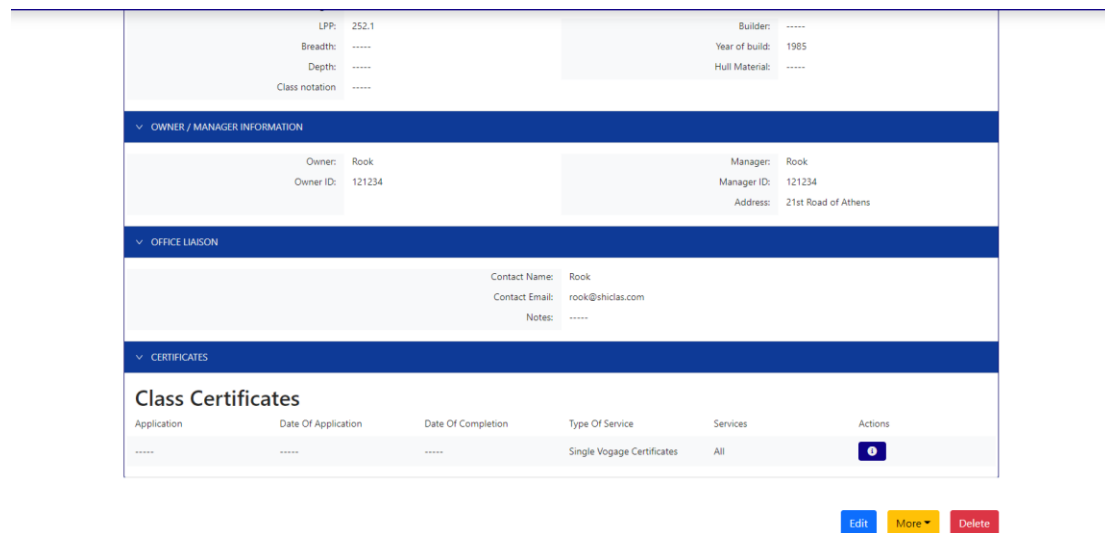 LPP: 252.1 Builder: -----
Breadth: ----- Year of build: 1985
Depth: ----- Hull Material: -----
Class notation -----
OWNER / MANAGER INFORMATION
Owner: Rook Manager: Rook
Owner ID: 121234 Manager ID: 121234
Address: 21st Road of Athens
OFFICE LIAISON
Contact Name: Rook
Contact Email: rook@shiclas.com
Notes: -----
CERTIFICATES
Class Certificates
Application Date Of Application Date Of Completion Type Of Service Services Actions
----- ----- ----- Single Vogage Certificates All
Edit More Delete